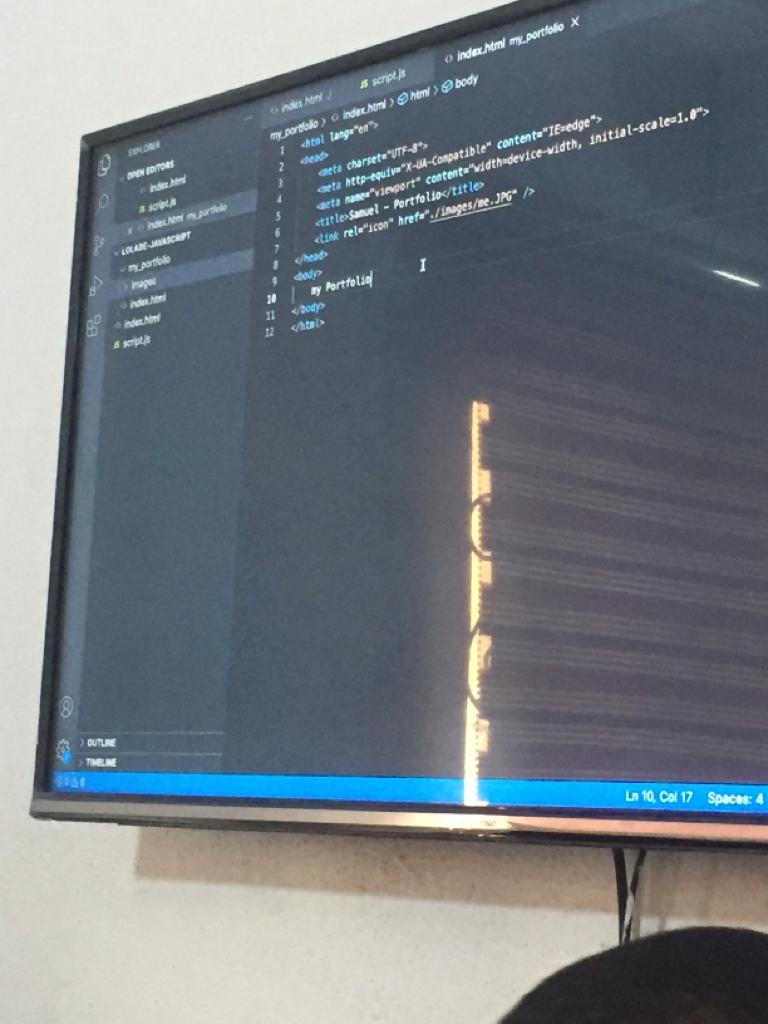 EXPLORER
OPEN EDITORS
index.html
JS script.js
index.html my_portfolio
LOLADE-JAVASCRIPT
my_portfolio
images
index.html
index.html
JS script.js
OUTLINE
TIMELINE
index.html ./
JS script.js
index.html my_portfolio
my_portfolio > index.html > html > body
1 <html lang="en">
2 <head>
3 <meta charset="UTF-8">
4 <meta http-equiv="X-UA-Compatible" content="IE=edge">
5 <meta name="viewport" content="width=device-width, initial-scale=1.0">
6 <title>Samuel - Portfolio</title>
7 <link rel="icon" href="./images/me.JPG" />
8 </head>
9 <body>
10 my Portfolio
11 </body>
12 </html>
Ln 10, Col 17 Spaces: 4